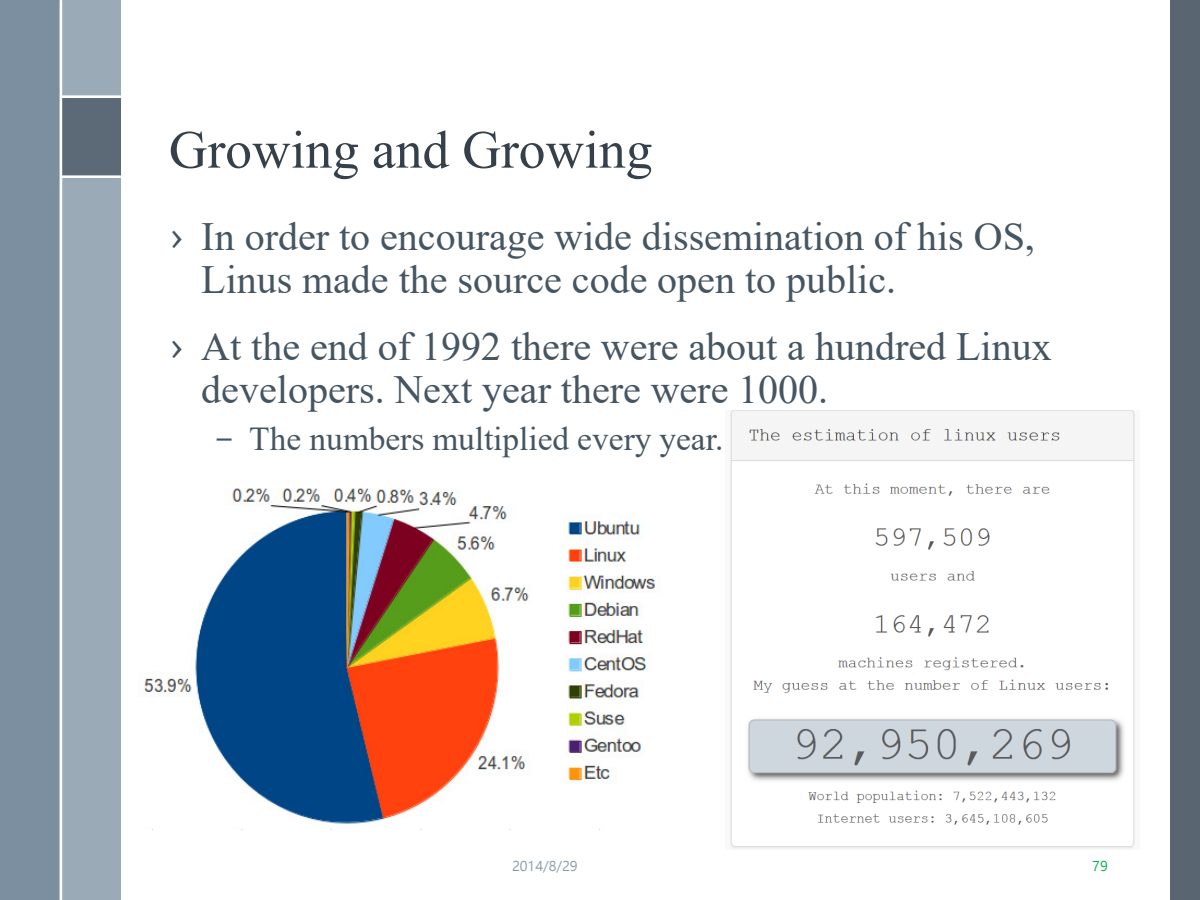 Growing and Growing
› In order to encourage wide dissemination of his OS,
Linus made the source code open to public.
› At the end of 1992 there were about a hundred Linux
developers. Next year there were 1000.
– The numbers multiplied every year.
0.2% 0.2% 0.4% 0.8% 3.4%
4.7%
5.6%
6.7%
53.9%
24.1%
Ubuntu
Linux
Windows
Debian
RedHat
CentOS
Fedora
Suse
Gentoo
Etc
The estimation of linux users
At this moment, there are
597,509
users and
164,472
machines registered.
My guess at the number of Linux users:
92,950,269
World population: 7,522,443,132
Internet users: 3,645,108,605
2014/8/29
79